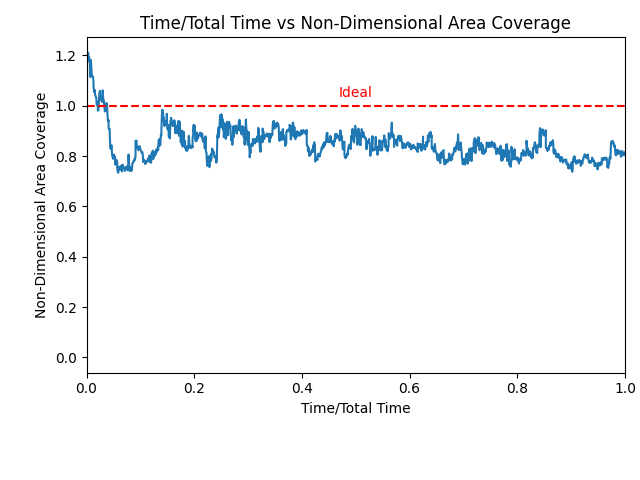 Time/Total Time vs Non-Dimensional Area Coverage
1.2
1.0
0.8
0.6
0.4
0.2
0.0
Non-Dimensional Area Coverage
Ideal
0.0 0.2 0.4 0.6 0.8 1.0
Time/Total Time